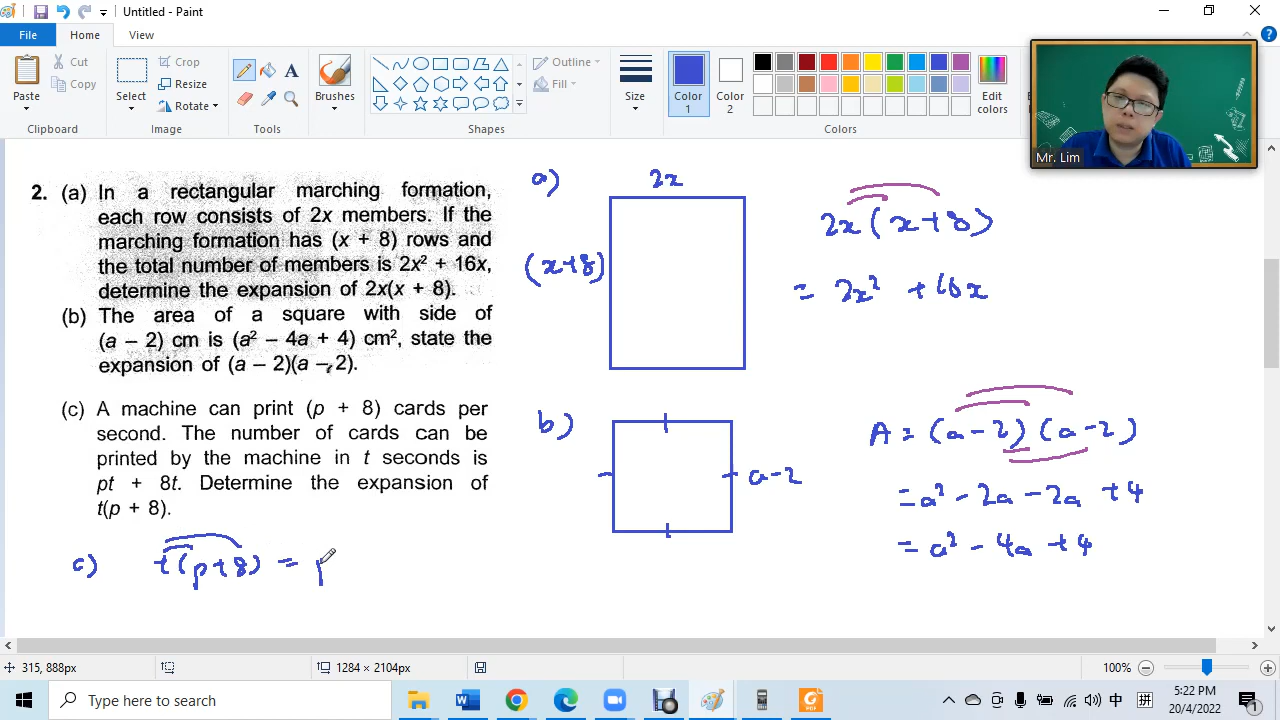 Untitled - Paint
File
Home
View
Paste
Cut
Copy
Clipboard
Select
Crop
Resize
Rotate
Image
A
Tools
Brushes
Shapes
Outline
Fill
Size
Color 1
Color 2
Edit colors
Colors
Mr. Lim
2. (a) In a rectangular marching formation,
each row consists of 2x members. If the
marching formation has (x + 8) rows and
the total number of members is 2x² + 16x,
determine the expansion of 2x(x + 8).
(b) The area of a square with side of
(a – 2) cm is (a² – 4a + 4) cm², state the
expansion of (a – 2)(a – 2).
(c) A machine can print (p + 8) cards per
second. The number of cards can be
printed by the machine in t seconds is
pt + 8t. Determine the expansion of
t(p + 8).
c) t(p+8) = p
a)
2x
(x+8)
2x(x+8)
= 2x² +16x
b)
a-2
A = (a-2)(a-2)
= a² - 2a - 2a +4
= a² - 4a +4
315, 888px
1284 × 2104px
100%
Type here to search
中
拼
5:22 PM
20/4/2022
1